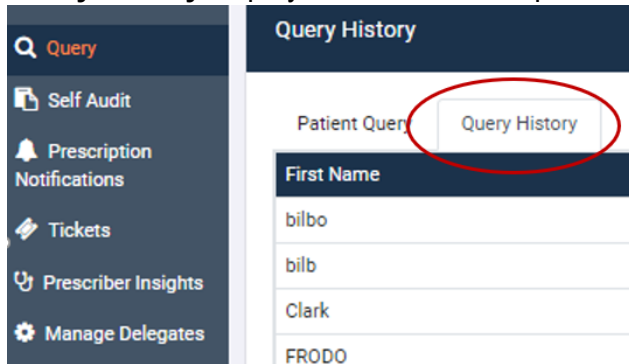 Query
Self Audit
Prescription
Notifications
Tickets
Prescriber Insights
Manage Delegates
Query History
Patient Query
Query History
First Name
bilbo
bilb
Clark
FRODO